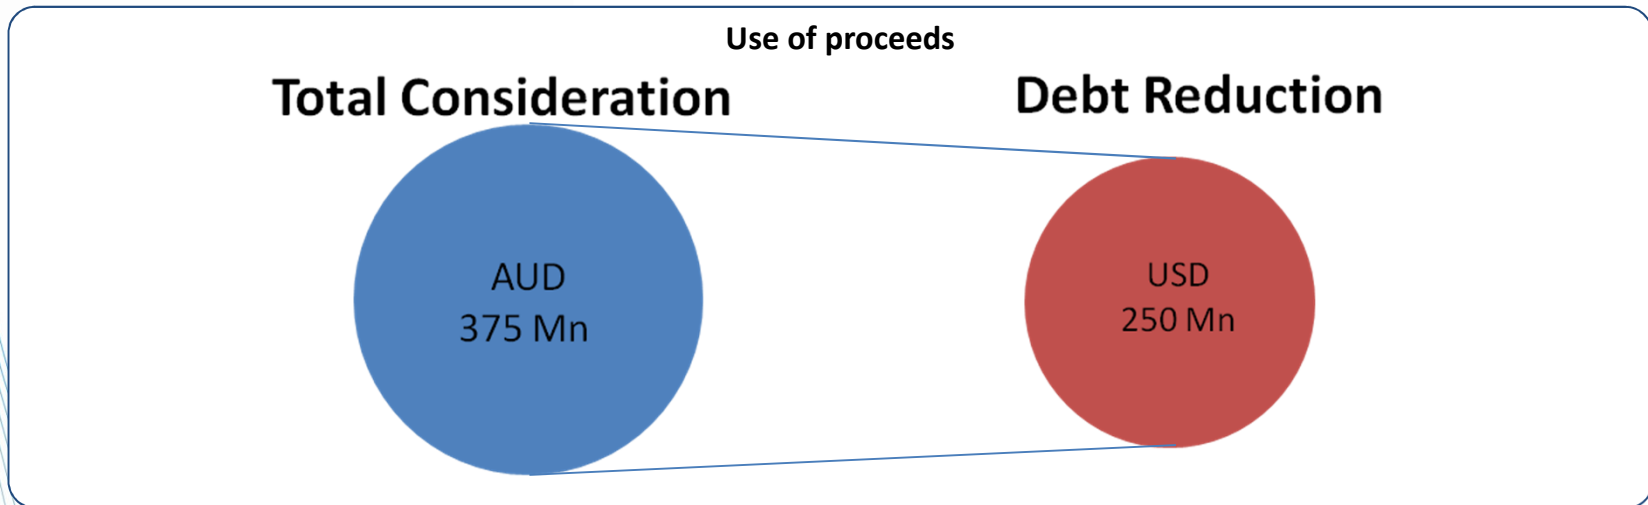 Use of proceeds
Total Consideration
Debt Reduction
AUD
375 Mn
USD
250 Mn